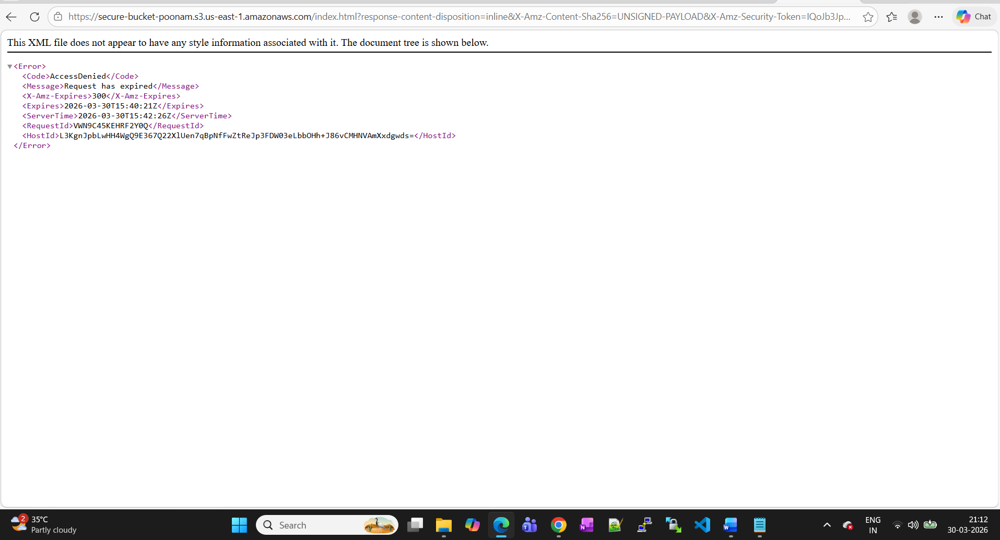 https://secure-bucket-poonam.s3.us-east-1.amazonaws.com/index.html?response-content-disposition=inline&X-Amz-Content-Sha256=UNSIGNED-PAYLOAD&X-Amz-Security-Token=IQoJb3Jp...
Chat
This XML file does not appear to have any style information associated with it. The document tree is shown below.
<Error>
<Code>AccessDenied</Code>
<Message>Request has expired</Message>
<X-Amz-Expires>300</X-Amz-Expires>
<Expires>2026-03-30T15:40:21Z</Expires>
<ServerTime>2026-03-30T15:42:26Z</ServerTime>
<RequestId>VWN9C45KEHRF2Y0Q</RequestId>
<HostId>L3KgnJpbLwHH4WgQ9E367Q22XlUen7qBpNfFwZtReJp3FDW03eLbbOHh+J86vCMHNVAmXxdgwds=</HostId>
</Error>
2
35°C
Partly cloudy
Search
ENG
IN
21:12
30-03-2026